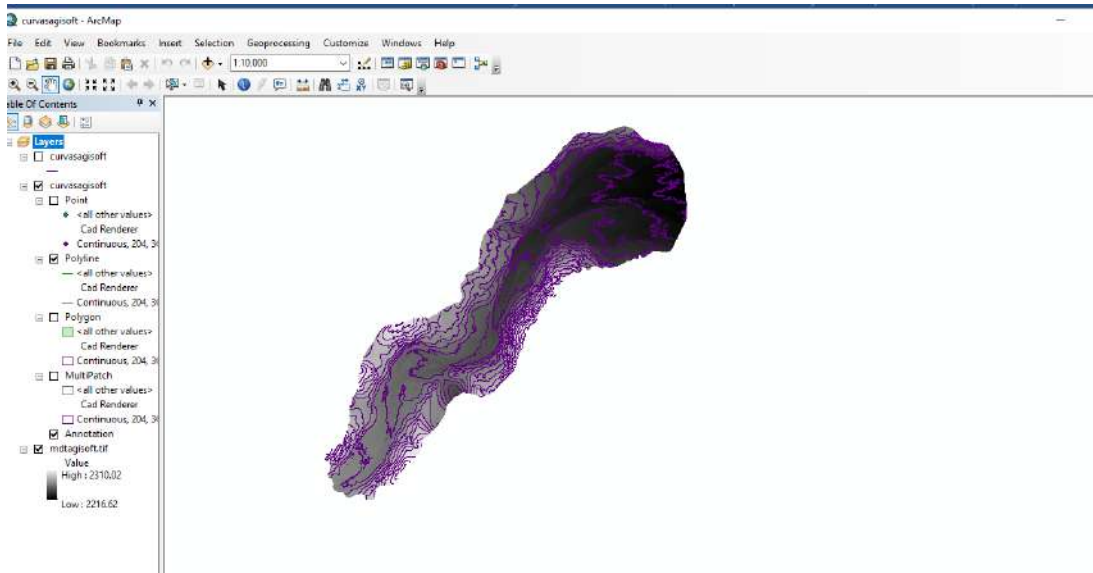 curvasagisoft - ArcMap
File Edit View Bookmarks Insert Selection Geoprocessing Customize Windows Help
1:10.000
able Of Contents
Layers
curvasagisoft
curvasagisoft
Point
<all other values>
Cad Renderer
Continuous, 204, 3
Polyline
<all other values>
Cad Renderer
Continuous, 204, 3
Polygon
<all other values>
Cad Renderer
Continuous, 204, 3
MultiPatch
<all other values>
Cad Renderer
Continuous, 204, 3
Annotation
mdtagisoft.tif
Value
High : 2310.02
Low : 2216.62